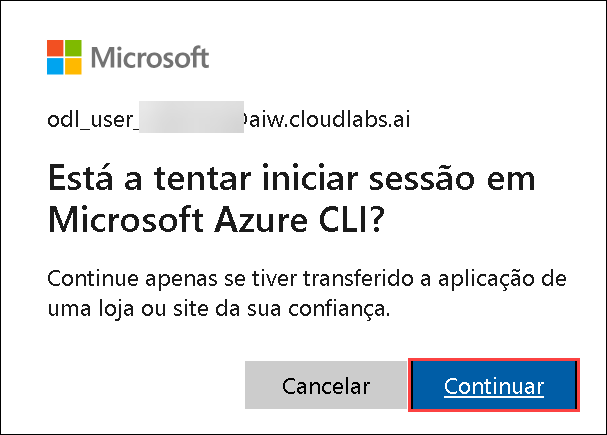 Microsoft
odl_user_ @aiw.cloudlabs.ai
Está a tentar iniciar sessão em
Microsoft Azure CLI?
Continue apenas se tiver transferido a aplicação de
uma loja ou site da sua confiança.
Cancelar
Continuar